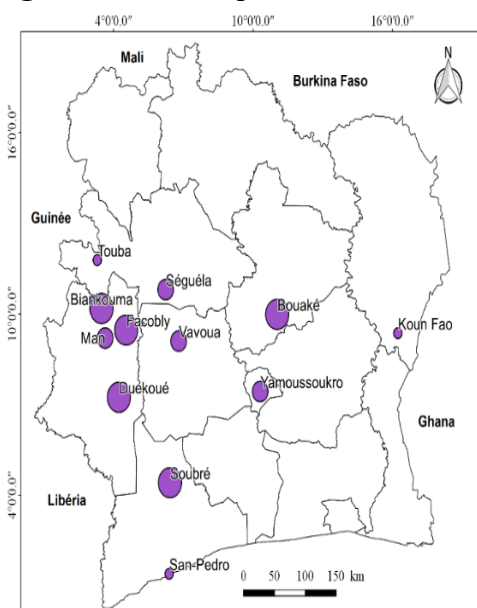 4°0'0.0"
10°0'0.0"
16°0'0.0"
Mali
N
Burkina Faso
16°0'0.0"
Guinée
Touba
Séguéla
Biankouma
Bouaké
10°0'0.0"
Facobly
Koun Fao
Man
Vavoua
Duékoué
Yamoussoukro
Ghana
Soubré
4°0'0.0"
Libéria
San-Pedro
0 50 100 150 km